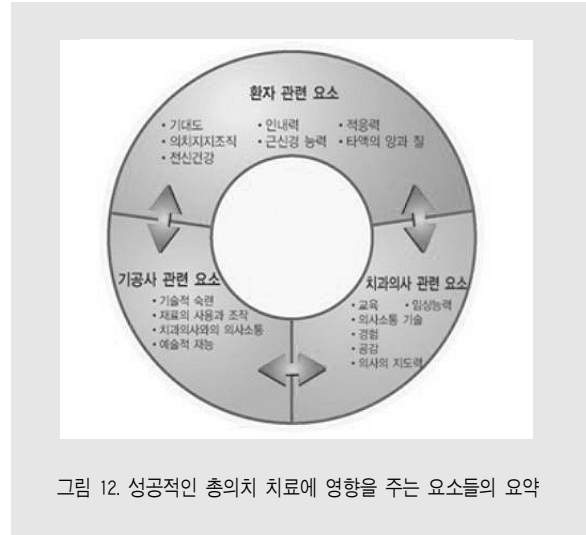 환자 관련 요소
• 기대도 • 인내력 • 적응력
• 의치지지조직 • 근신경 능력 • 타액의 양과 질
• 전신건강
기공사 관련 요소
• 기술적 숙련
• 재료의 사용과 조작
• 치과의사와의 의사소통
• 예술적 재능
치과의사 관련 요소
• 교육 • 임상능력
• 의사소통 기술
• 경험
• 공감
• 의사의 지도력
그림 12. 성공적인 총의치 치료에 영향을 주는 요소들의 요약